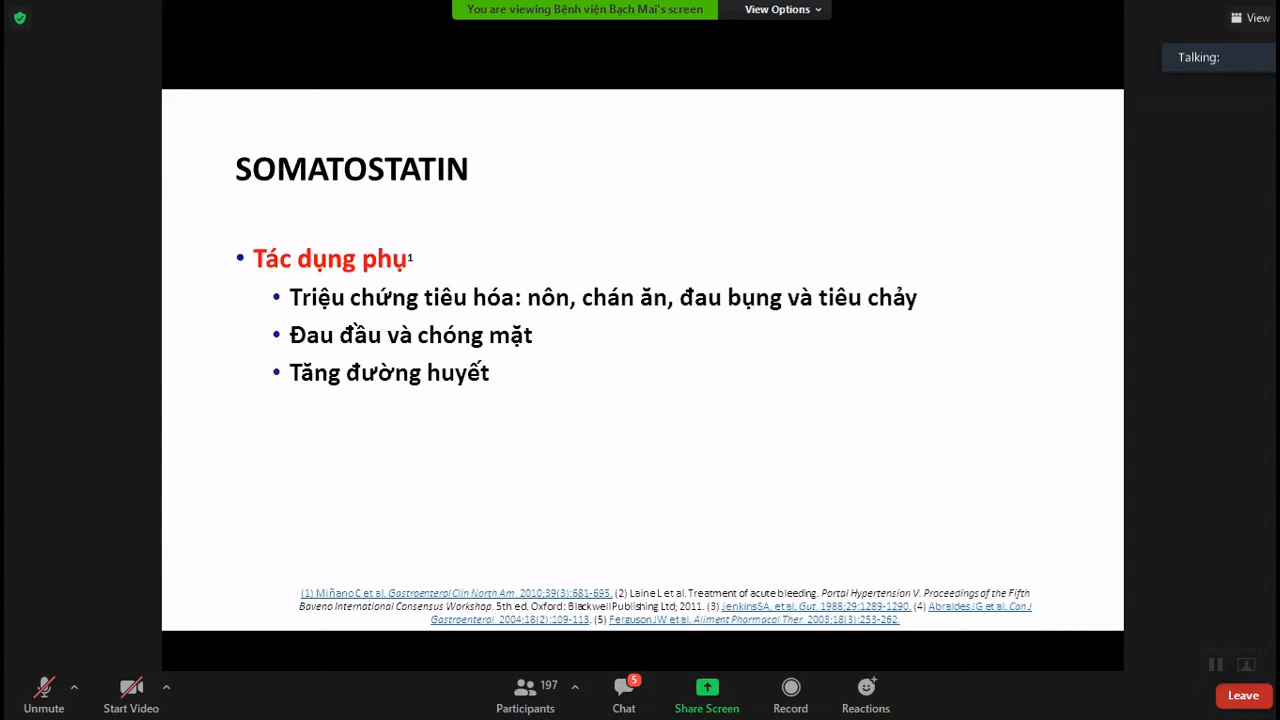 You are viewing Bệnh viện Bạch Mai's screen
View Options
View
Talking:
SOMATOSTATIN
• Tác dụng phụ1
• Triệu chứng tiêu hóa: nôn, chán ăn, đau bụng và tiêu chảy
• Đau đầu và chóng mặt
• Tăng đường huyết
(1) Miñano C et al. Gastroenterol Clin North Am. 2010;39(3):681-695. (2) Laine L et al. Treatment of acute bleeding. Portal Hypertension V. Proceedings of the Fifth
Baveno International Consensus Workshop. 5th ed. Oxford: Blackwell Publishing Ltd; 2011. (3) Jenkins SA, et al. Gut. 1988;29:1289-1290. (4) Abraldes JG et al. Can J
Gastroenterol. 2004;18(2):109-113. (5) Ferguson JW et al. Aliment Pharmacol Ther. 2003;18(3):253-262.
Unmute
Start Video
197
Participants
5
Chat
Share Screen
Record
Reactions
Leave